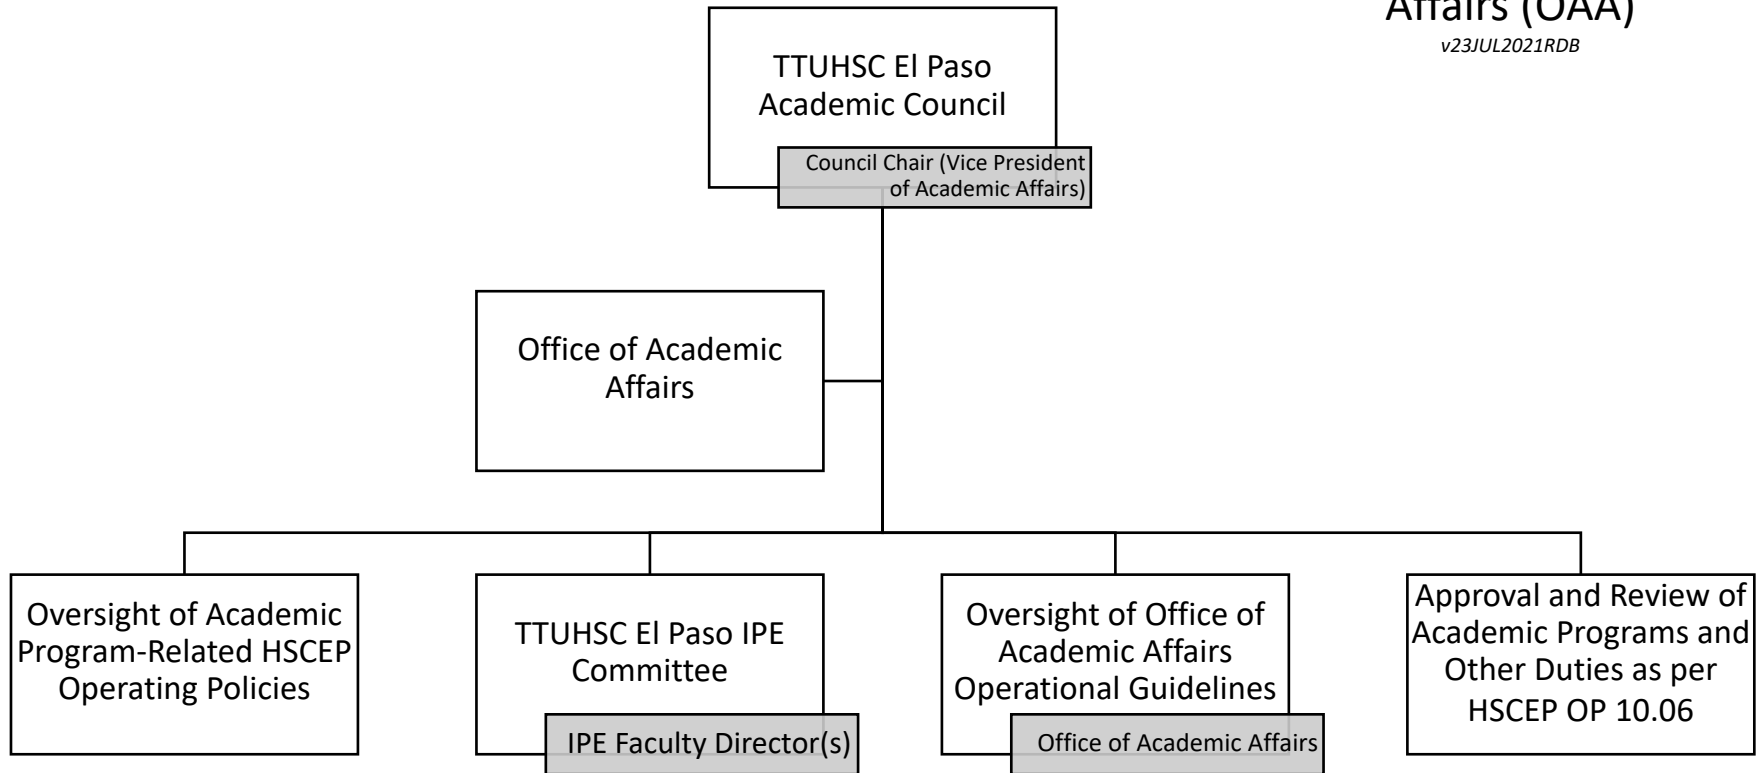 Affairs (OAA)
v23JUL2021RDB
TTUHSC El Paso
Academic Council
Council Chair (Vice President
of Academic Affairs)
Office of Academic
Affairs
Oversight of Academic
Program-Related HSCEP
Operating Policies
TTUHSC El Paso IPE
Committee
IPE Faculty Director(s)
Oversight of Office of
Academic Affairs
Operational Guidelines
Office of Academic Affairs
Approval and Review of
Academic Programs and
Other Duties as per
HSCEP OP 10.06